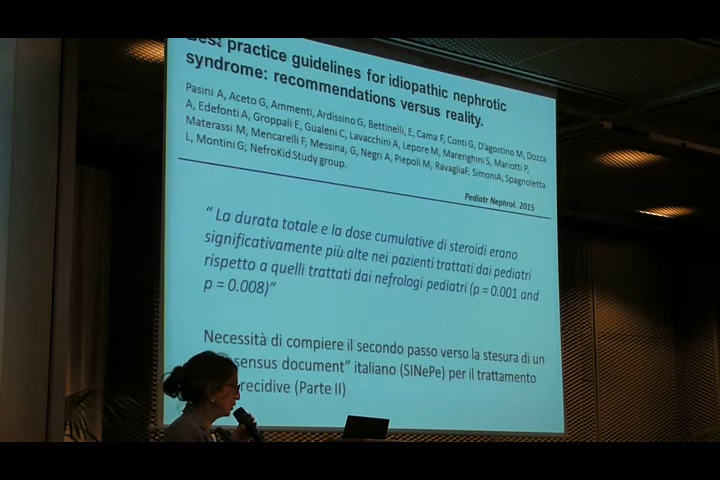 practice guidelines for idiopathic nephrotic
syndrome: recommendations versus reality.
Pasini A, Aceto G, Ammenti, Ardissino G, Bettinelli, E, Cama F, Conti G, D'agostino M, Dozza
A, Edefonti A, Groppali E, Gualeni C, Lavacchini A, Lepore M, Marenghini S, Mariotti P,
Materassi M, Mencarelli F, Messina, G, Negri A, Piepoli M, RavagliaF, SimoniA, Spagnoletta
L, Montini G; NefroKid Study group.
Pediatr Nephrol. 2015
“ La durata totale e la dose cumulative di steroidi erano
significativamente più alte nei pazienti trattati dai pediatri
rispetto a quelli trattati dai nefrologi pediatri (p = 0.001 and
p = 0.008)”
Necessità di compiere il secondo passo verso la stesura di un
sensus document” italiano (SINePe) per il trattamento
recidive (Parte II)